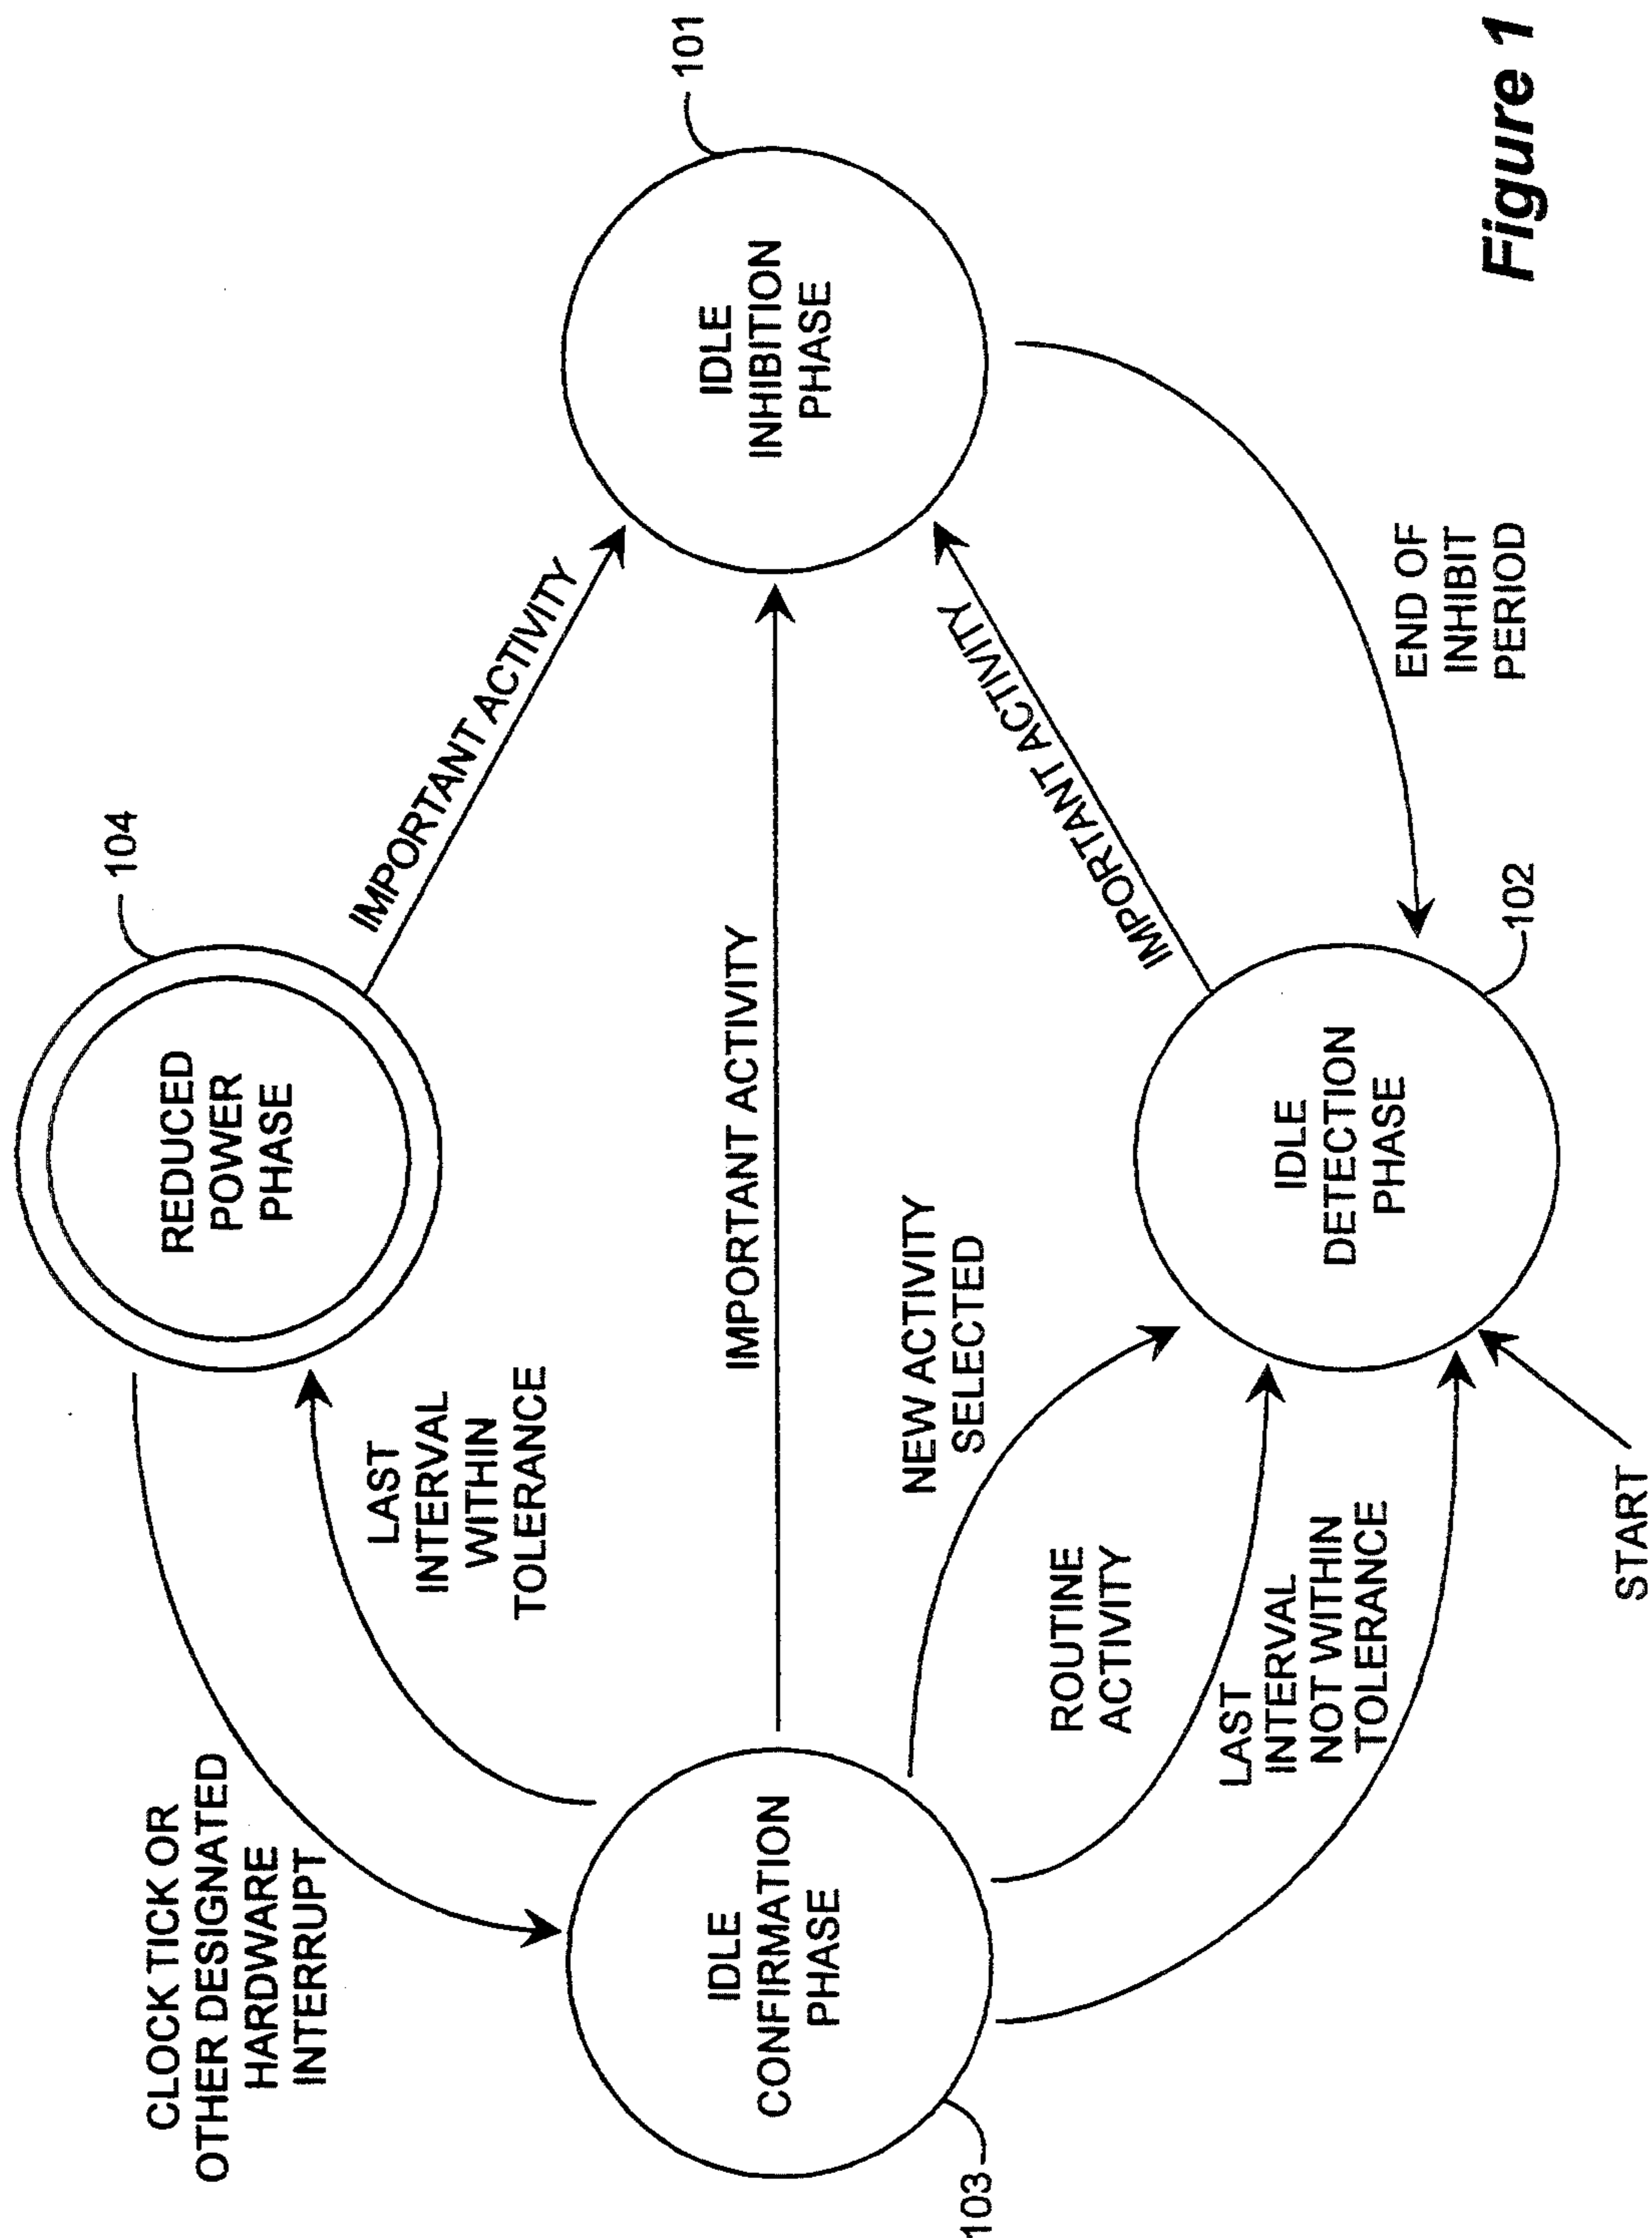 104
REDUCED
POWER
PHASE
CLOCK TICK OR
OTHER DESIGNATED
HARDWARE
INTERRUPT
LAST
INTERVAL
WITHIN
TOLERANCE
IMPORTANT ACTIVITY
101
IDLE
INHIBITION
PHASE
IMPORTANT ACTIVITY
IDLE
CONFIRMATION
PHASE
103
NEW ACTIVITY
SELECTED
ROUTINE
ACTIVITY
LAST
INTERVAL
NOT WITHIN
TOLERANCE
IMPORTANT ACTIVITY
IDLE
DETECTION
PHASE
102
END OF
INHIBIT
PERIOD
START
Figure 1